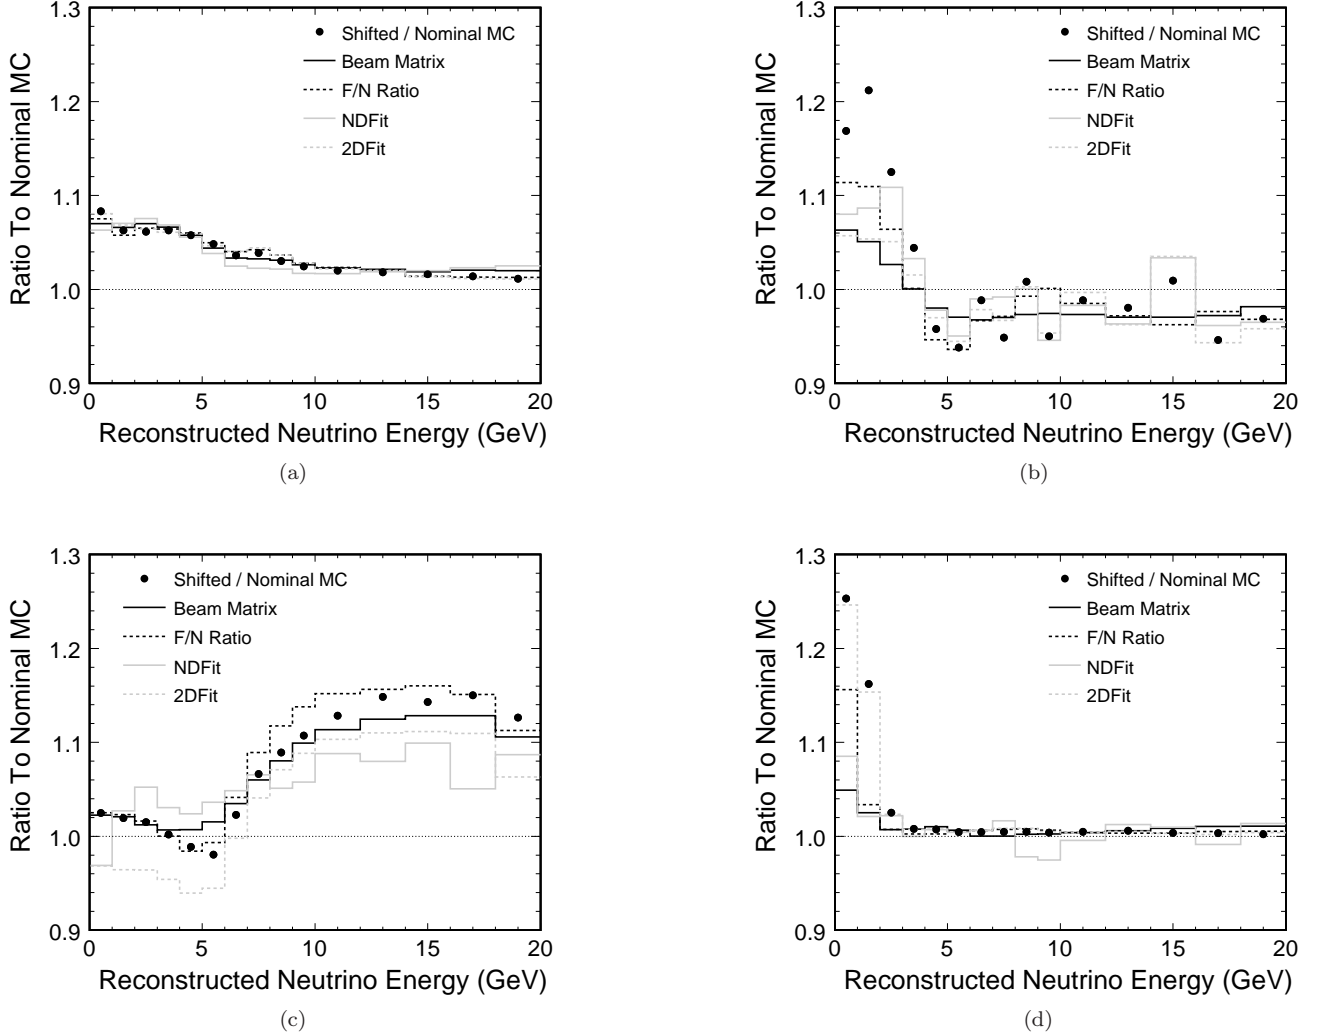 1.3
1.2
1.1
1.0
0.9
Ratio To Nominal MC
Shifted / Nominal MC
Beam Matrix
F/N Ratio
NDFit
2DFit
0 5 10 15 20
Reconstructed Neutrino Energy (GeV)
(a)
1.3
1.2
1.1
1.0
0.9
Ratio To Nominal MC
Shifted / Nominal MC
Beam Matrix
F/N Ratio
NDFit
2DFit
0 5 10 15 20
Reconstructed Neutrino Energy (GeV)
(b)
1.3
1.2
1.1
1.0
0.9
Ratio To Nominal MC
Shifted / Nominal MC
Beam Matrix
F/N Ratio
NDFit
2DFit
0 5 10 15 20
Reconstructed Neutrino Energy (GeV)
(c)
1.3
1.2
1.1
1.0
0.9
Ratio To Nominal MC
Shifted / Nominal MC
Beam Matrix
F/N Ratio
NDFit
2DFit
0 5 10 15 20
Reconstructed Neutrino Energy (GeV)
(d)